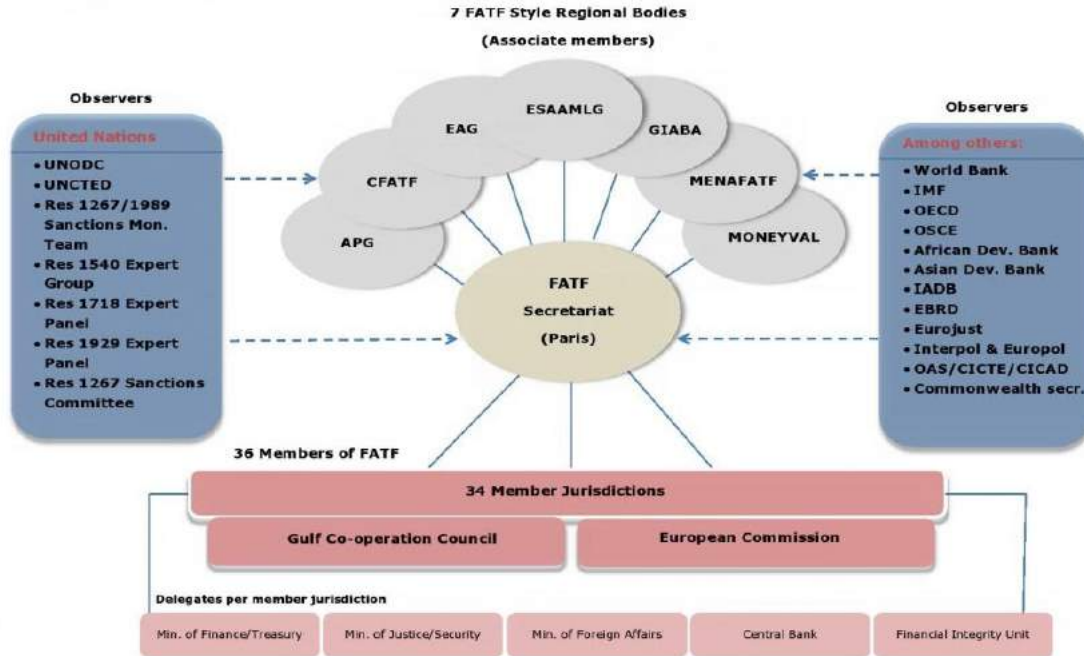 7 FATF Style Regional Bodies
(Associate members)
Observers
United Nations
• UNODC
• UNCTED
• Res 1267/1989
Sanctions Mon.
Team
• Res 1540 Expert
Group
• Res 1718 Expert
Panel
• Res 1929 Expert
Panel
• Res 1267 Sanctions
Committee
APG
CFATF
EAG
ESAAMLG
GIABA
MENAFATF
MONEYVAL
FATF
Secretariat
(Paris)
Observers
Among others:
• World Bank
• IMF
• OECD
• OSCE
• African Dev. Bank
• Asian Dev. Bank
• IADB
• EBRD
• Eurojust
• Interpol & Europol
• OAS/CICTE/CICAD
• Commonwealth secr.
36 Members of FATF
34 Member Jurisdictions
Gulf Co-operation Council
European Commission
Delegates per member jurisdiction
Min. of Finance/Treasury
Min. of Justice/Security
Min. of Foreign Affairs
Central Bank
Financial Integrity Unit